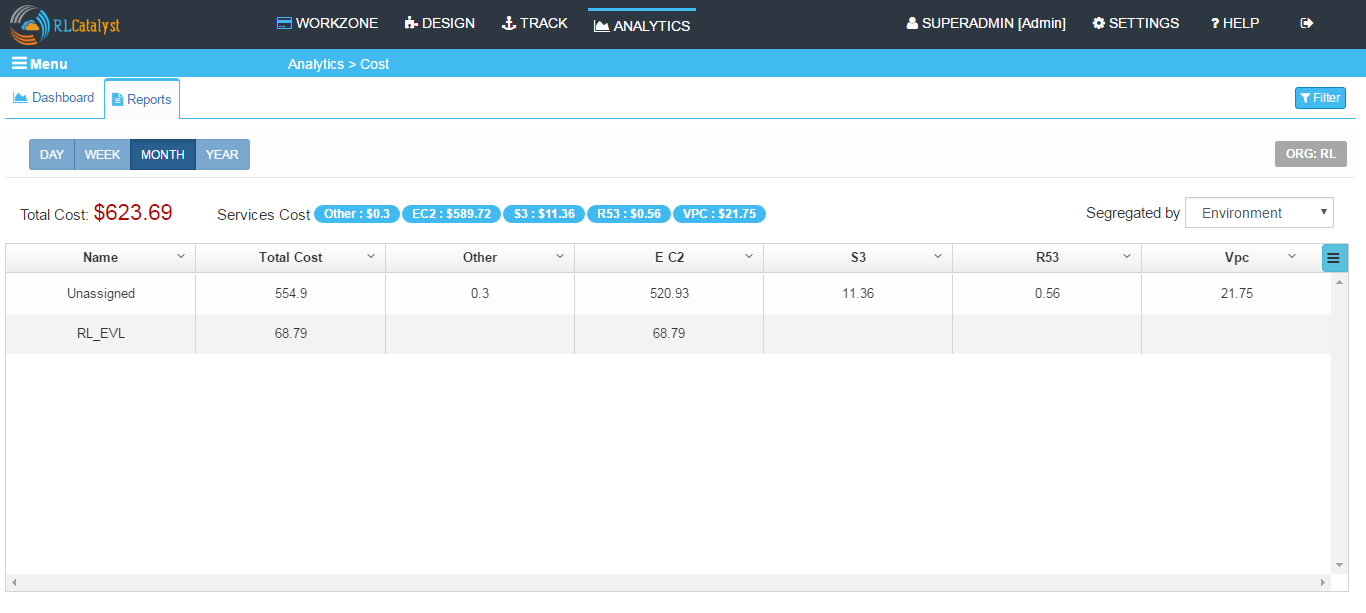 RLCatalyst WORKZONE DESIGN TRACK ANALYTICS SUPERADMIN [Admin] SETTINGS ? HELP
Menu Analytics > Cost
Dashboard Reports Filter
DAY WEEK MONTH YEAR ORG: RL
Total Cost: $623.69 Services Cost Other : $0.3 EC2 : $589.72 S3 : $11.36 R53 : $0.56 VPC : $21.75 Segregated by Environment
Name Total Cost Other E C2 S3 R53 Vpc
Unassigned 554.9 0.3 520.93 11.36 0.56 21.75
RL_EVL 68.79 68.79